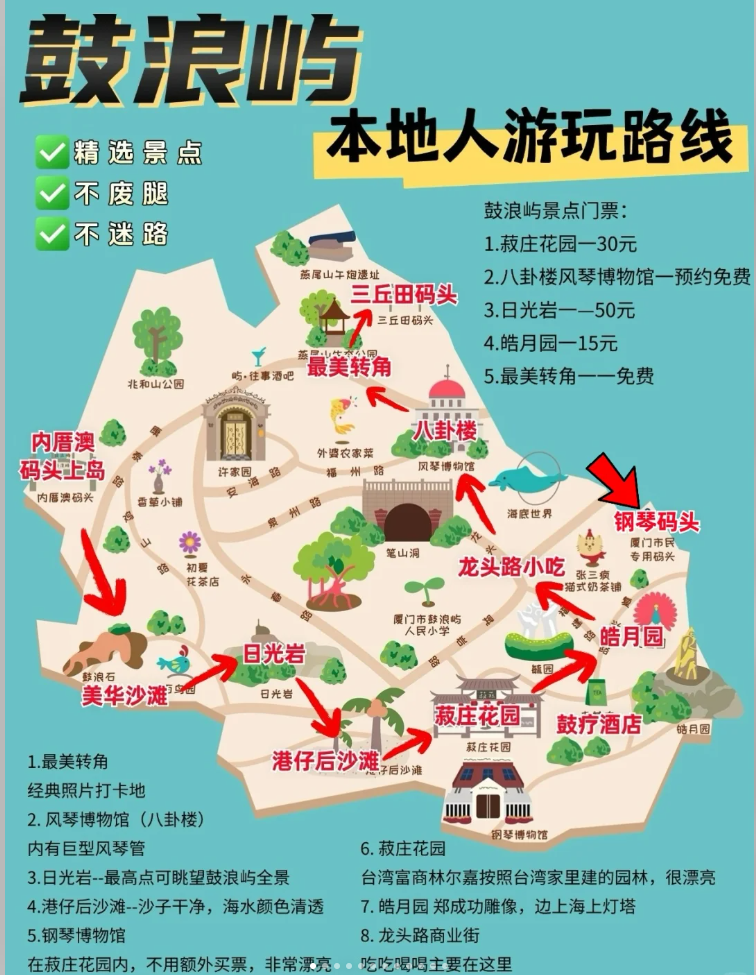 鼓浪屿
本地人游玩路线
精选景点
不废腿
不迷路
鼓浪屿景点门票：
1.菽庄花园一30元
2.八卦楼风琴博物馆一预约免费
3.日光岩一—50元
4.皓月园一15元
5.最美转角一一免费
燕尾山午炮遗址
三丘田码头
三丘田码头
燕尾山生态公园
最美转角
兆和山公园
屿·往事酒吧
八卦楼
风琴博物馆
内厝澳
码头上岛
内厝澳码头
许家园
外婆农家菜
福州路
安海路
泉州路
海底世界
钢琴码头
厦门市民
专用码头
香草小铺
鸡山路
初夏
花茶店
永春路
笔山洞
龙头路小吃
张三疯
猫式奶茶铺
厦门市鼓浪屿
人民小学
皓月园
鼓浪石
美华沙滩
日光岩
日光岩
菽庄花园
菽庄花园
鼓疗酒店
皓月园
港仔后沙滩
港仔后沙滩
钢琴博物馆
1.最美转角
经典照片打卡地
2. 风琴博物馆（八卦楼）
内有巨型风琴管
3.日光岩--最高点可眺望鼓浪屿全景
4.港仔后沙滩--沙子干净，海水颜色清透
5.钢琴博物馆
在菽庄花园内，不用额外买票，非常漂亮
6. 菽庄花园
台湾富商林尔嘉按照台湾家里建的园林，很漂亮
7. 皓月园 郑成功雕像，边上海上灯塔
8. 龙头路商业街
吃吃喝喝主要在这里